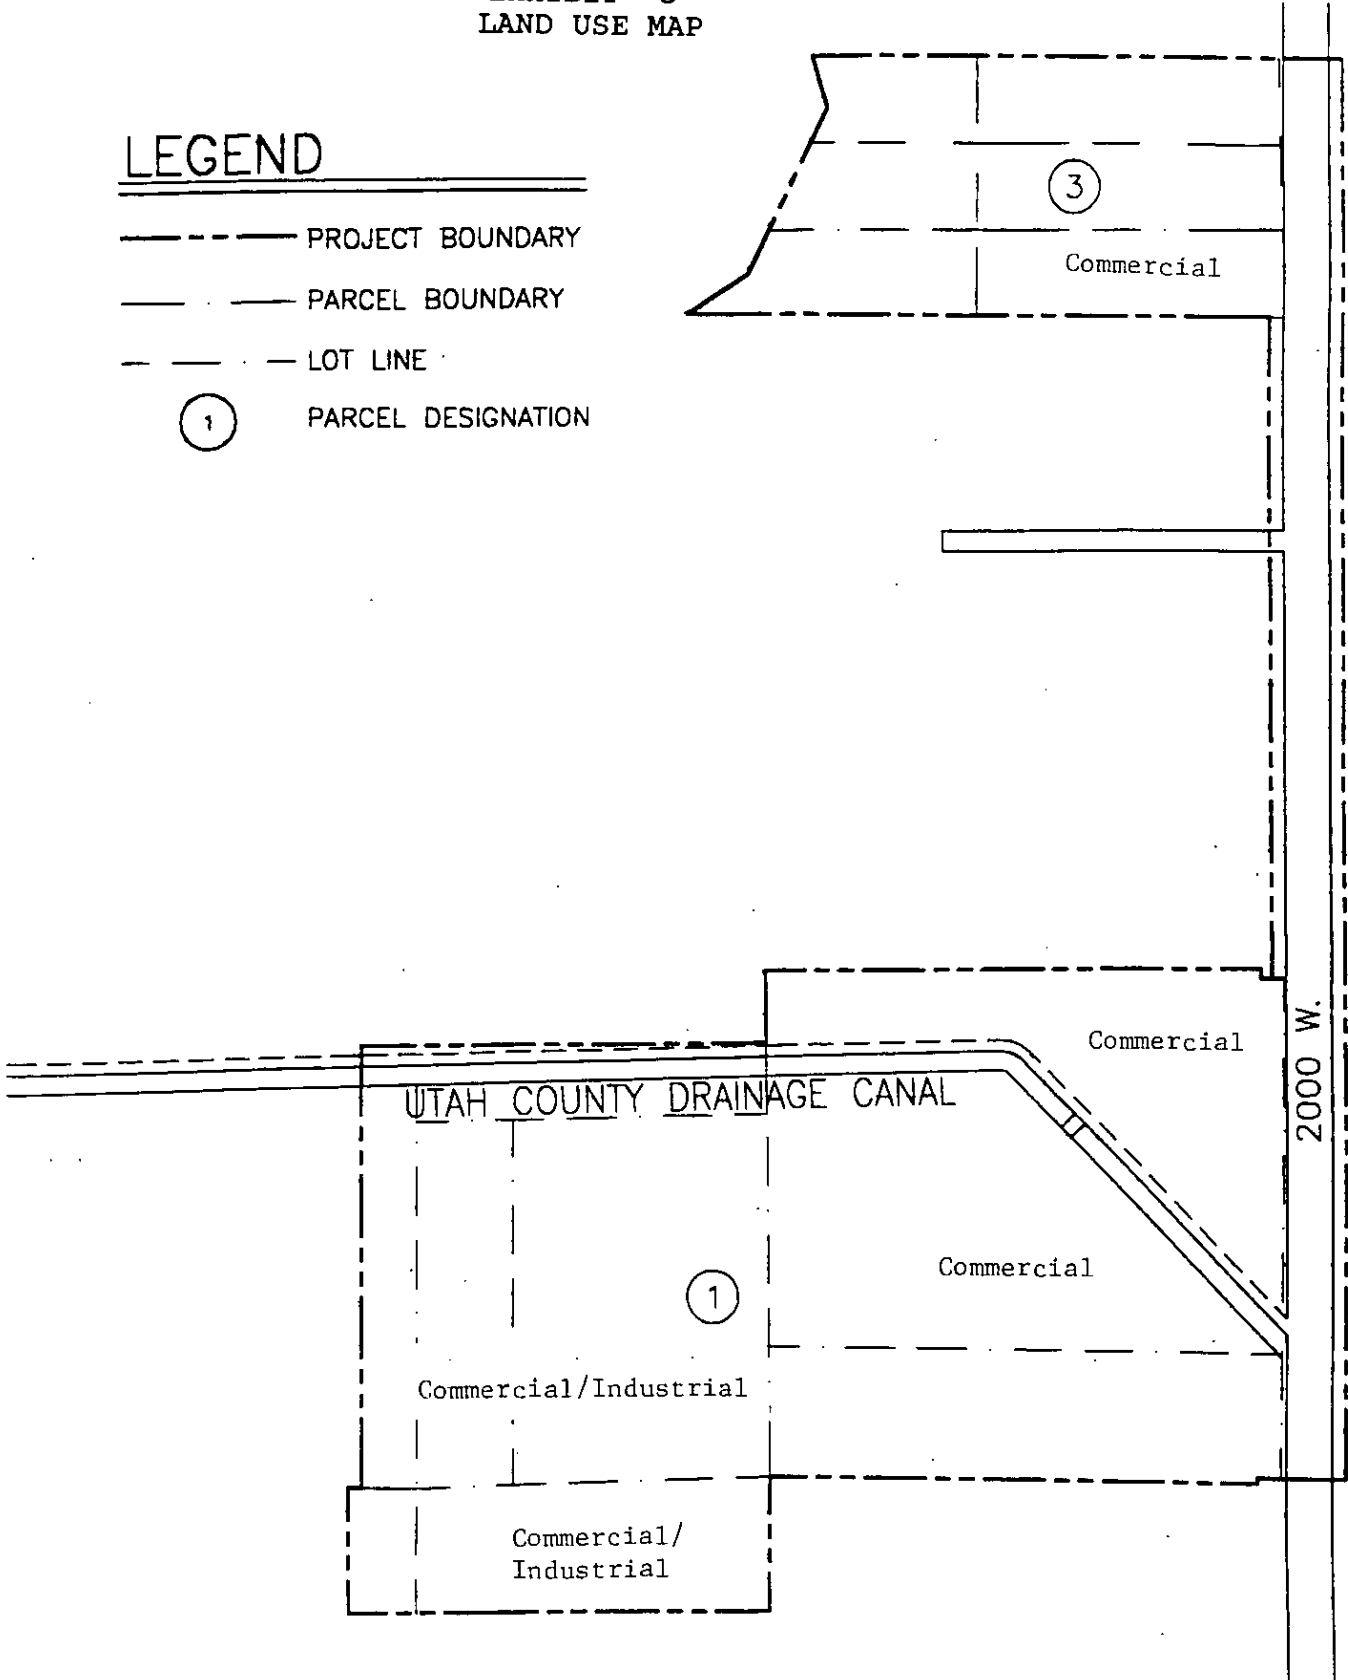 LAND USE MAP
LEGEND
PROJECT BOUNDARY
PARCEL BOUNDARY
LOT LINE
1
PARCEL DESIGNATION
3
Commercial
Commercial
2000 W.
UTAH COUNTY DRAINAGE CANAL
Commercial
1
Commercial/Industrial
Commercial/
Industrial